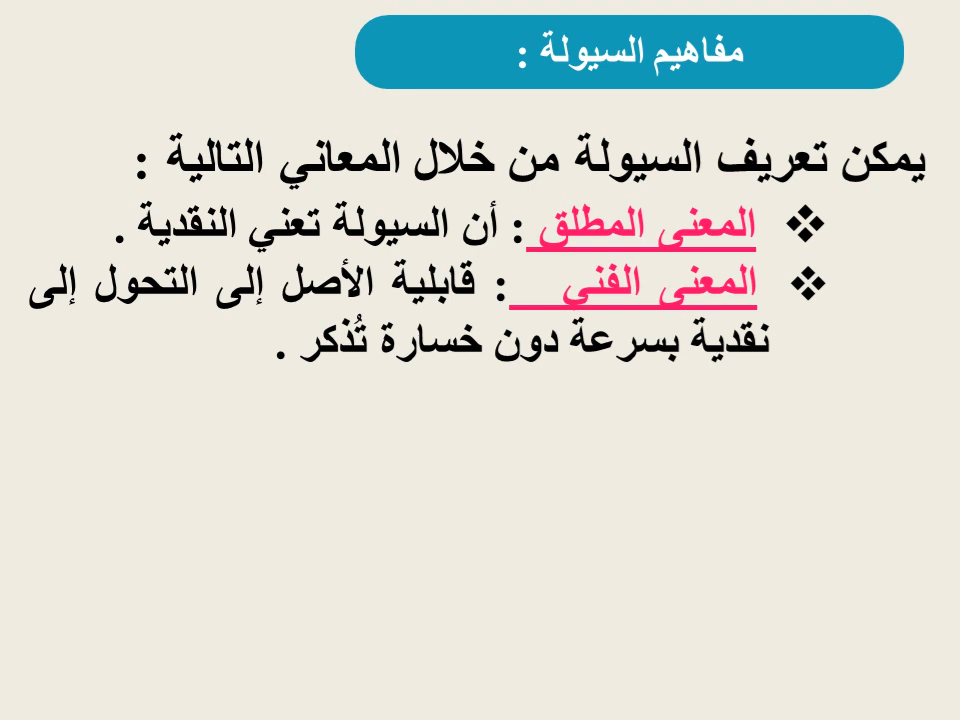 مفاهيم السيولة :
يمكن تعريف السيولة من خلال المعاني التالية :
❖ المعنى المطلق : أن السيولة تعني النقدية .
❖ المعنى الفني : قابلية الأصل إلى التحول إلى
نقدية بسرعة دون خسارة تُذكر .